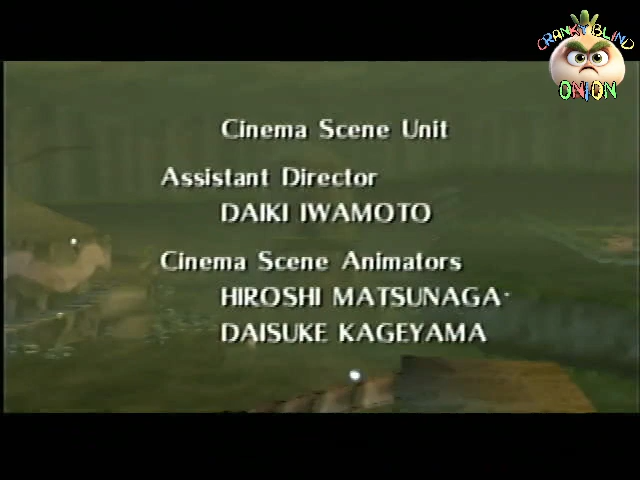 CRANKY BLIND
ONION
Cinema Scene Unit
Assistant Director
DAIKI IWAMOTO
Cinema Scene Animators
HIROSHI MATSUNAGA
DAISUKE KAGEYAMA